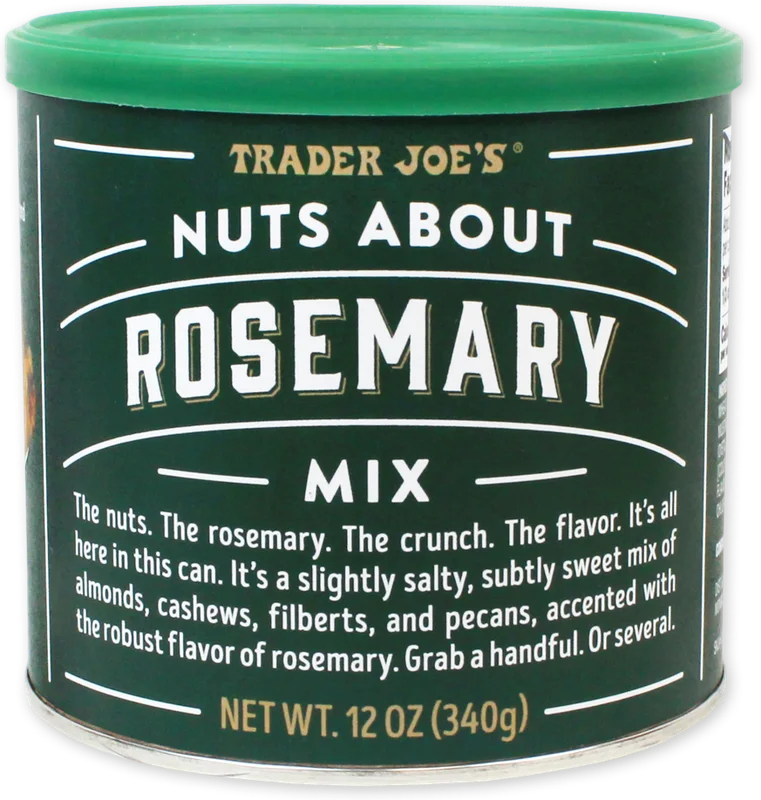 TRADER JOE'S®
NUTS ABOUT
ROSEMARY
MIX
The nuts. The rosemary. The crunch. The flavor. It's all
here in this can. It's a slightly salty, subtly sweet mix of
almonds, cashews, filberts, and pecans, accented with
the robust flavor of rosemary. Grab a handful. Or several.
NET WT. 12 OZ (340g)